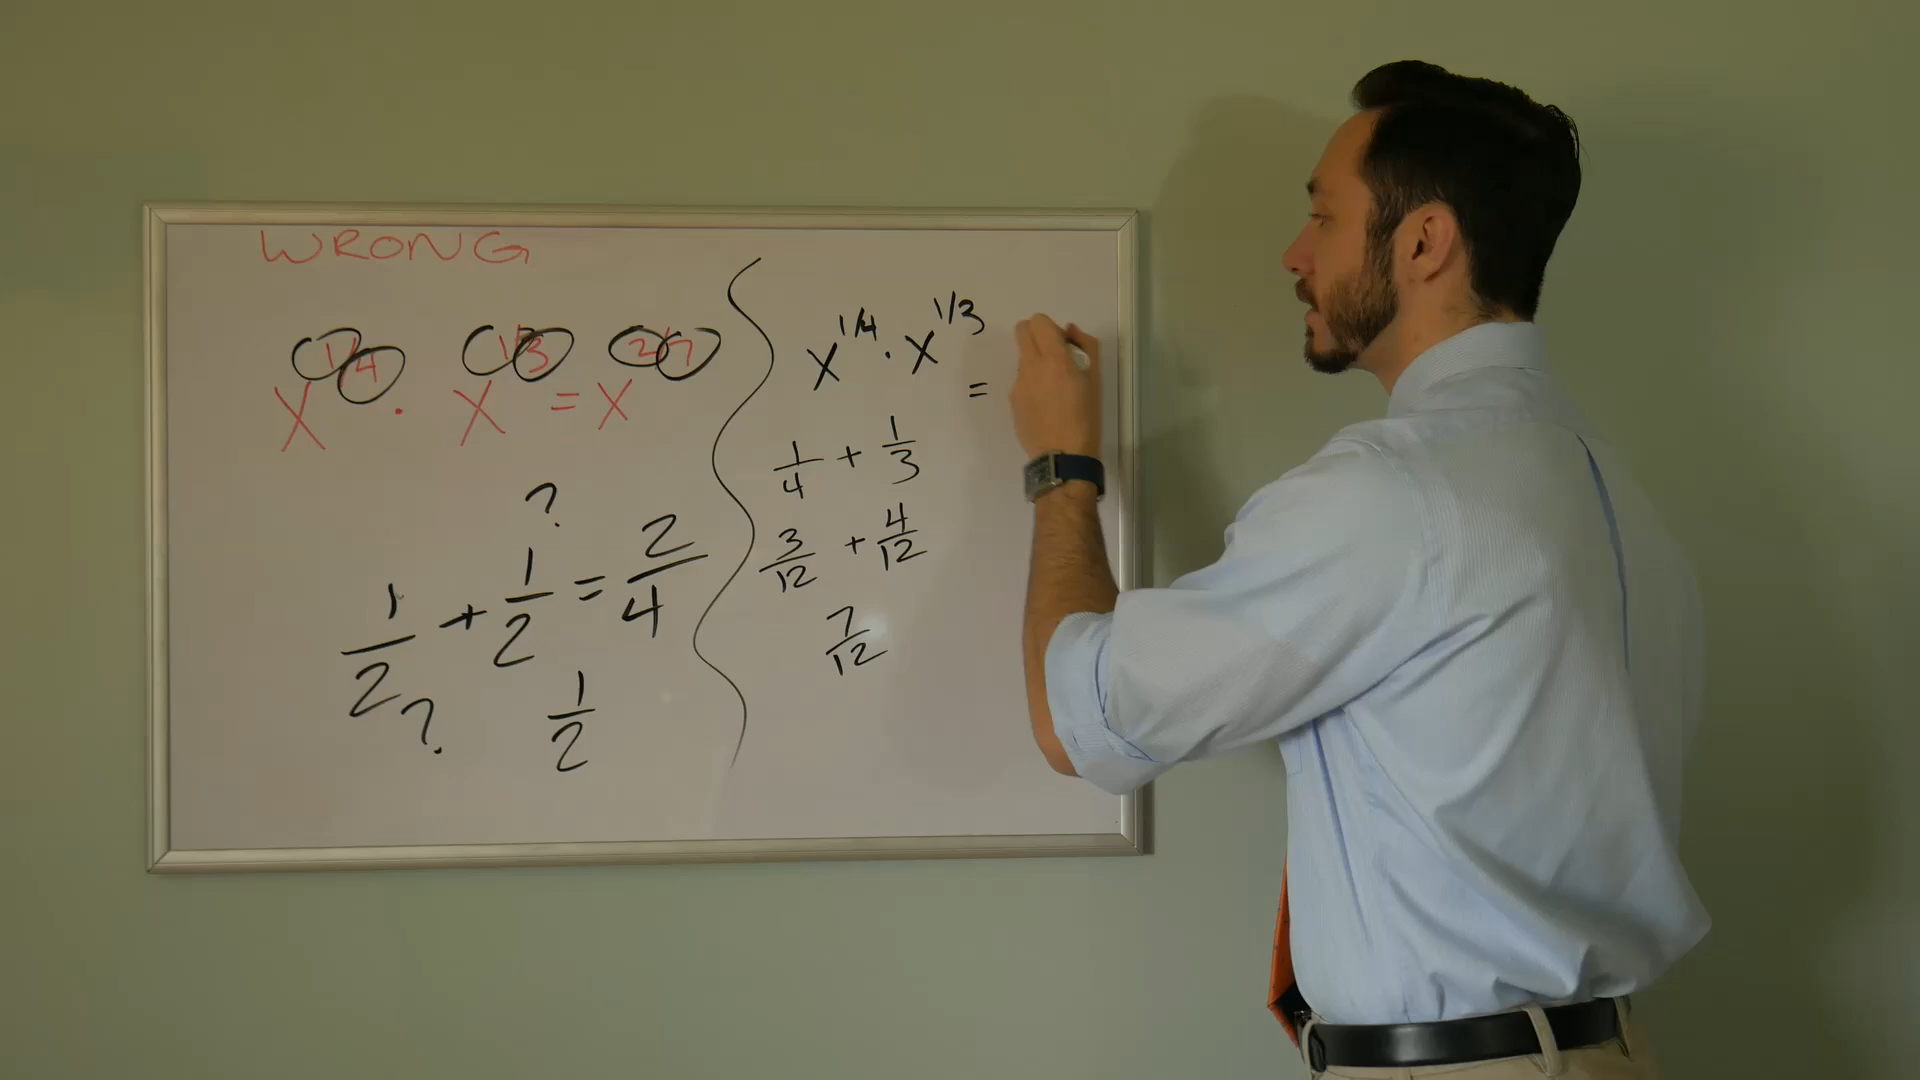 WRONG
x^1/4 · x^1/3 = x^2/7
?
1/2 + 1/2 = 2/4
?
1/2
x^1/4 · x^1/3
=
1/4 + 1/3
3/12 + 4/12
7/12